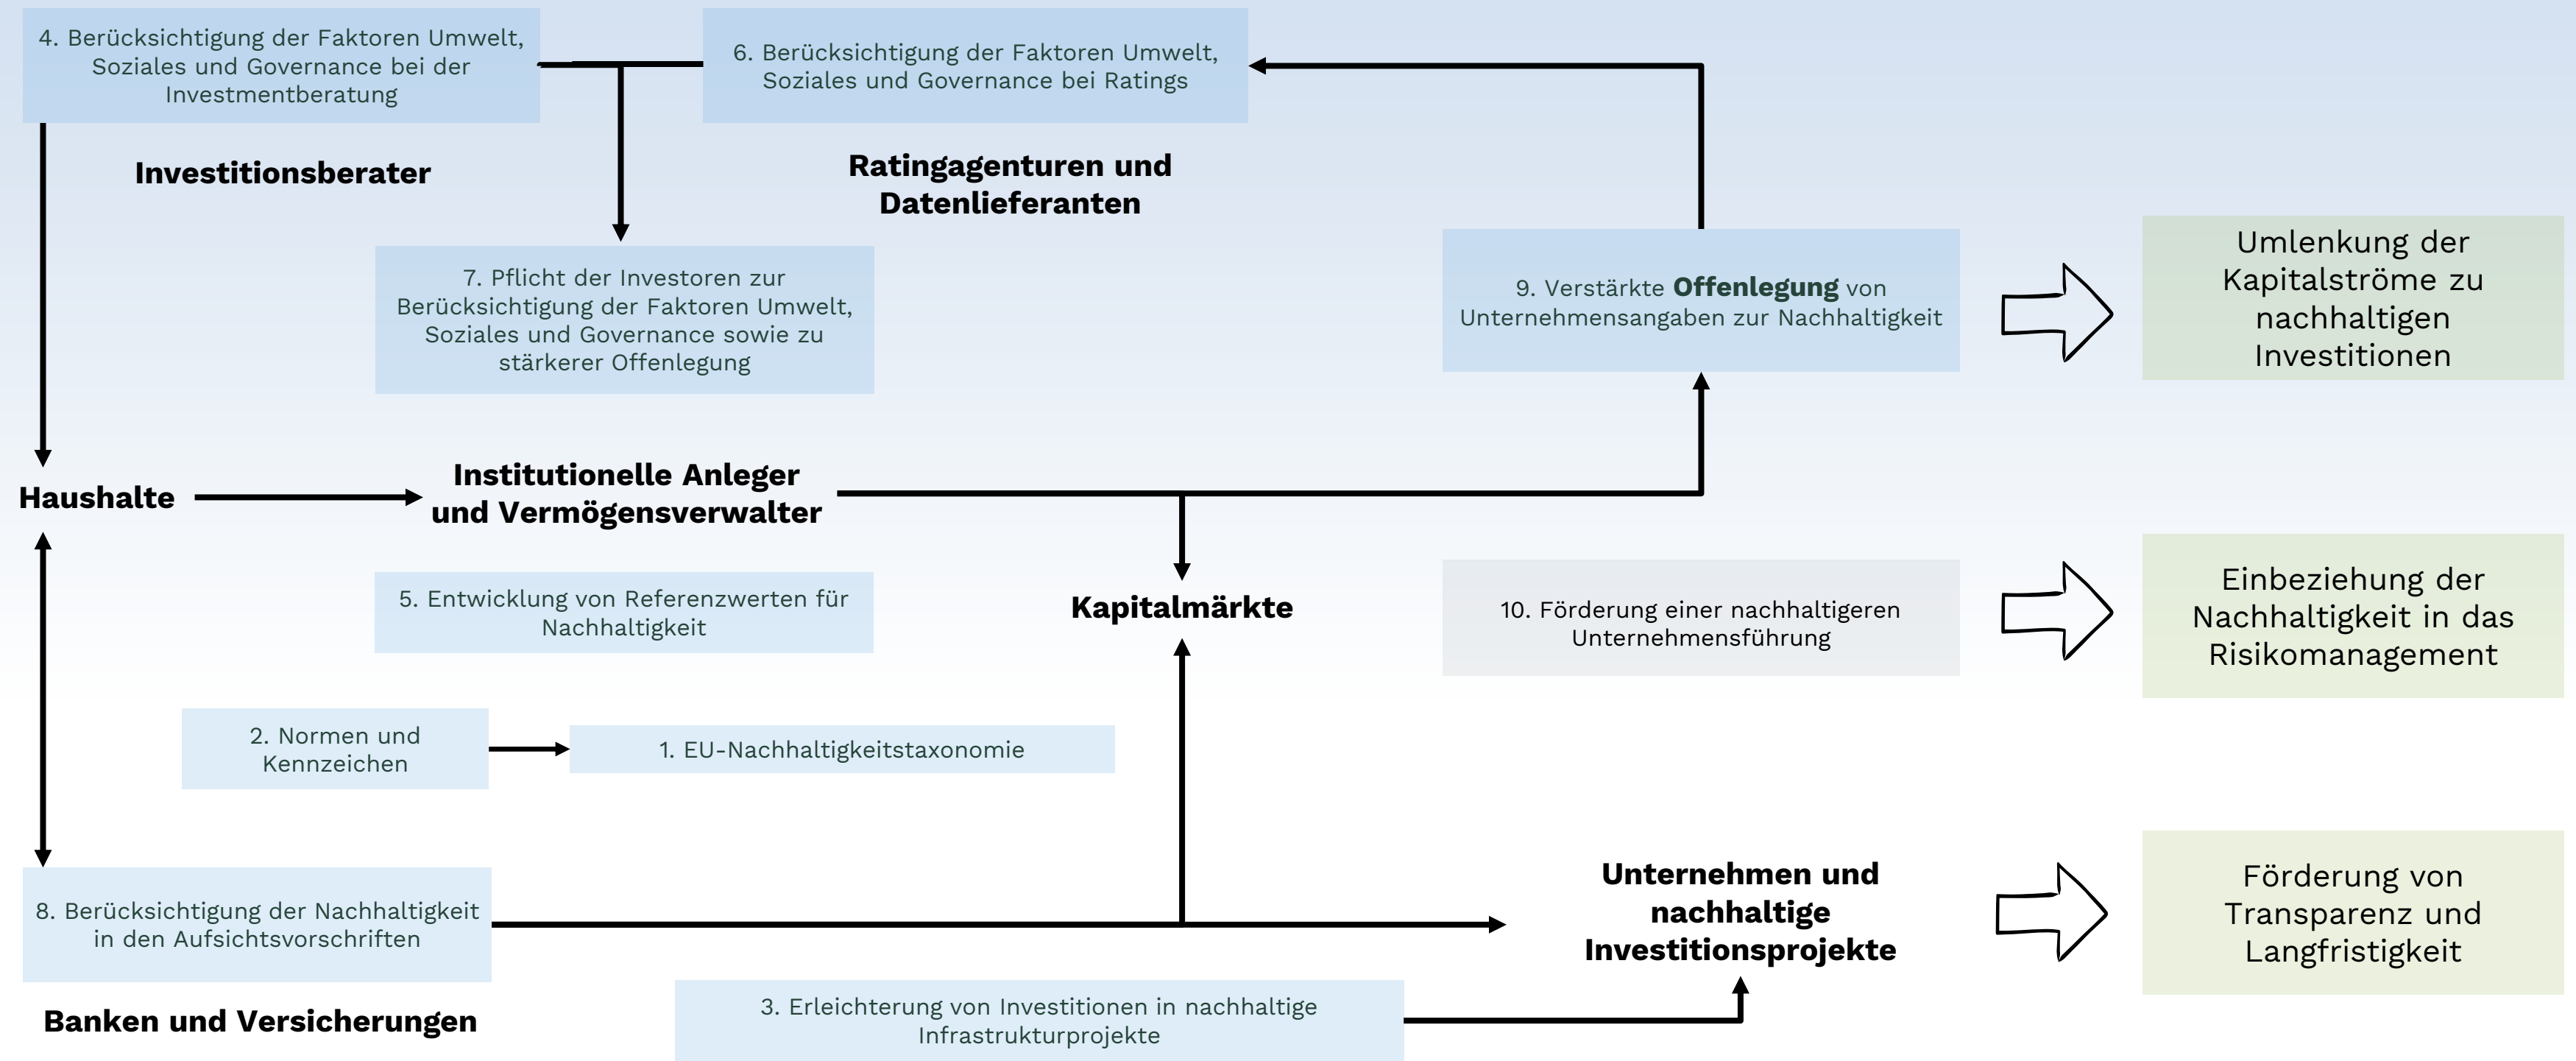 4. Berücksichtigung der Faktoren Umwelt,
Soziales und Governance bei der
Investmentberatung
6. Berücksichtigung der Faktoren Umwelt,
Soziales und Governance bei Ratings
Investitionsberater
Ratingagenturen und
Datenlieferanten
7. Pflicht der Investoren zur
Berücksichtigung der Faktoren Umwelt,
Soziales und Governance sowie zu
stärkerer Offenlegung
9. Verstärkte Offenlegung von
Unternehmensangaben zur Nachhaltigkeit
Umlenkung der
Kapitalströme zu
nachhaltigen
Investitionen
Haushalte
Institutionelle Anleger
und Vermögensverwalter
5. Entwicklung von Referenzwerten für
Nachhaltigkeit
Kapitalmärkte
10. Förderung einer nachhaltigeren
Unternehmensführung
Einbeziehung der
Nachhaltigkeit in das
Risikomanagement
2. Normen und
Kennzeichen
1. EU-Nachhaltigkeitstaxonomie
8. Berücksichtigung der Nachhaltigkeit
in den Aufsichtsvorschriften
Unternehmen und
nachhaltige
Investitionsprojekte
Förderung von
Transparenz und
Langfristigkeit
Banken und Versicherungen
3. Erleichterung von Investitionen in nachhaltige
Infrastrukturprojekte